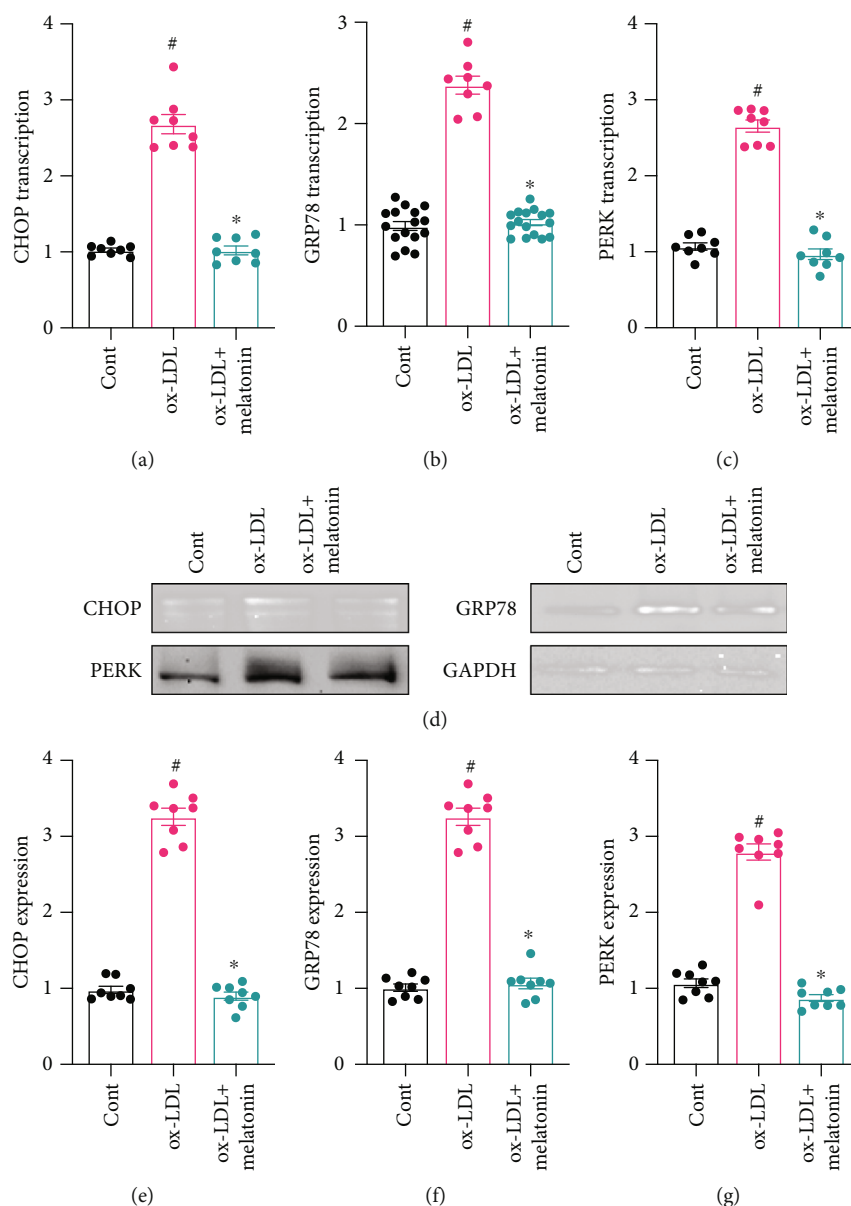 4
3
2
1
0
CHOP transcription
#
*
Cont
ox-LDL
ox-LDL+
melatonin
(a)
3
2
1
0
GRP78 transcription
#
*
Cont
ox-LDL
ox-LDL+
melatonin
(b)
4
3
2
1
0
PERK transcription
#
*
Cont
ox-LDL
ox-LDL+
melatonin
(c)
Cont
ox-LDL
ox-LDL+
melatonin
CHOP
PERK
Cont
ox-LDL
ox-LDL+
melatonin
GRP78
GAPDH
(d)
4
3
2
1
0
CHOP expression
#
*
Cont
ox-LDL
ox-LDL+
melatonin
(e)
4
3
2
1
0
GRP78 expression
#
*
Cont
ox-LDL
ox-LDL+
melatonin
(f)
4
3
2
1
0
PERK expression
#
*
Cont
ox-LDL
ox-LDL+
melatonin
(g)